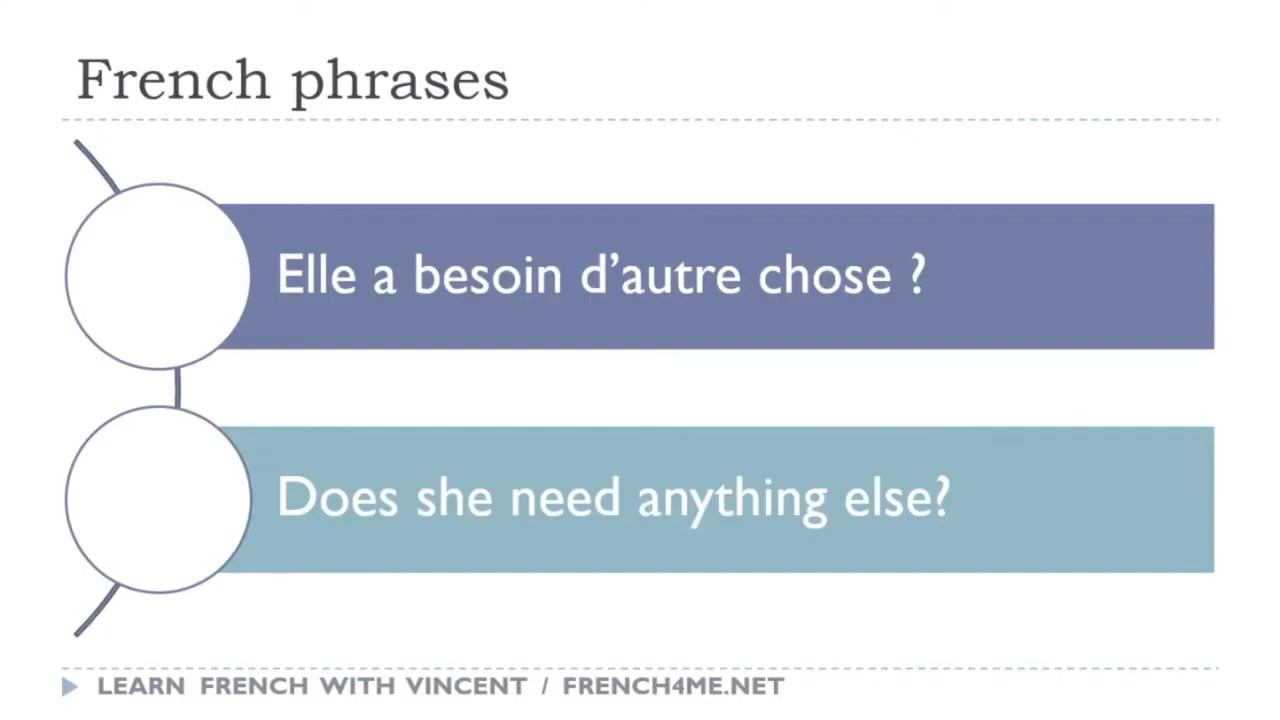 French phrases
Elle a besoin d’autre chose ?
Does she need anything else?
LEARN FRENCH WITH VINCENT / FRENCH4ME.NET